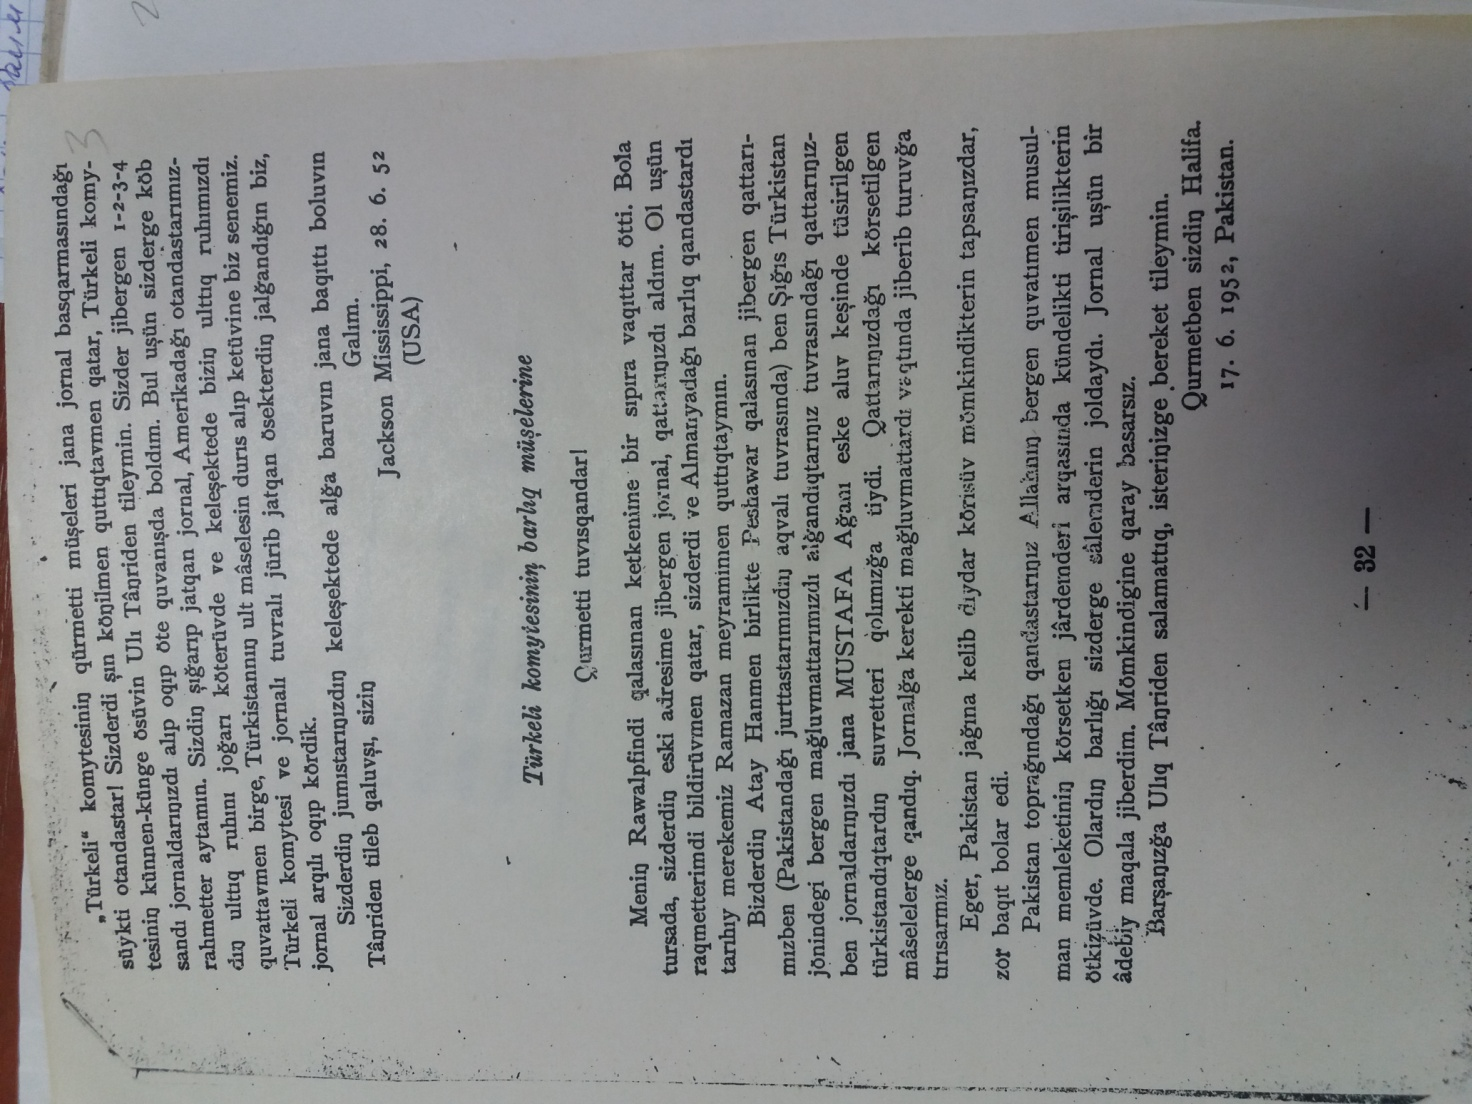 „Türkeli“ komytesiniŋ qürmetti müşeleri jana jornal basqarmasındağı
süykti otandastar! Sizderdi şın köŋilmen quttıqtavmen qatar, Türkeli komy-
tesiniŋ künnen-künge ösüvin Ulı Tâŋriden tileymin. Sizder jibergen 1-2-3-4
sandı jornaldarıŋızdı alıp oqıp öte quvanışda boldım. Bul uşün sizderge köb
rahmetter aytamın. Sizdiŋ şığarıp jatqan jornal, Amerikadağı otandastarımız-
dıŋ ulttıq ruhını joğarı köterüvde ve keleşektede biziŋ ulttıq ruhımızdı
quvattavmen birge, Türkistannıŋ ult mâselesin durıs alıp ketüvine biz senemiz.
Türkeli komytesi ve jornalı tuvralı jürib jatqan ösekterdiŋ jalğandığın biz,
jornal arqılı oqıp kördik.
Sizderdiŋ jumıstarıŋızdıŋ keleşektede alğa baruvın jana baqıttı boluvın
Tâŋriden tileb qaluvşı, siziŋ
Galım.
Jackson Mississippi, 28. 6. 52
(USA)
Türkeli komyiesiniŋ barlıq müşelerine
Qurmetti tuvısqandar!
Meniŋ Rawalpfindi qalasınan ketkenime bir sıpıra vaqıttar ötti. Bola
tursada, sizderdiŋ eski adresime jibergen jornal, qattarıŋızdı aldım. Ol uşün
raqmetterimdi bildirüvmen qatar, sizderdi ve Almanyadağı barlıq qandastardı
tarihıy merekemiz Ramazan meyramimen quttıqtaymın.
Bizderdiŋ Atay Hanmen birlikte Peshawar qalasınan jibergen qattarı-
mızben (Pakistandağı jurttastarımızdıŋ aqvalı tuvrasında) ben Şığıs Türkistan
jönindegi bergen mağluvmattarımızdı alğandıqtarıŋız tuvrasındağı qattarıŋız-
ben jornaldarıŋızdı jana MUSTAFA Ağanı eske aluv keşinde tüsirilgen
türkistandıqtardıŋ suvretteri qolımızğa tiydi. Qattarıŋızdağı körsetilgen
mâselelerge qandıq. Jornalğa kerekti mağluvmattardı vaqtında jiberib turuvğa
tırısarmız.
Eger, Pakistan jağına kelib dıydar körisüv mömkindikterin tapsaŋızdar,
zor baqıt bolar edi.
Pakistan toprağındağı qandastarıŋız Allanıŋ bergen quvatımen musul-
man memleketiniŋ körsetken jârdemderi arqasında kündelikti tirişilikterin
ötkizüvde. Olardıŋ barlığı sizderge sâlemderin joldaydı. Jornal uşün bir
âdebiy maqala jiberdim. Mömkindigine qaray basarsız.
Barşaŋızğa Ulıq Tâŋriden salamattıq, isteriŋizge bereket tileymin.
Qurmetben sizdiŋ Halifa.
17. 6. 1952, Pakistan.
— 32 —